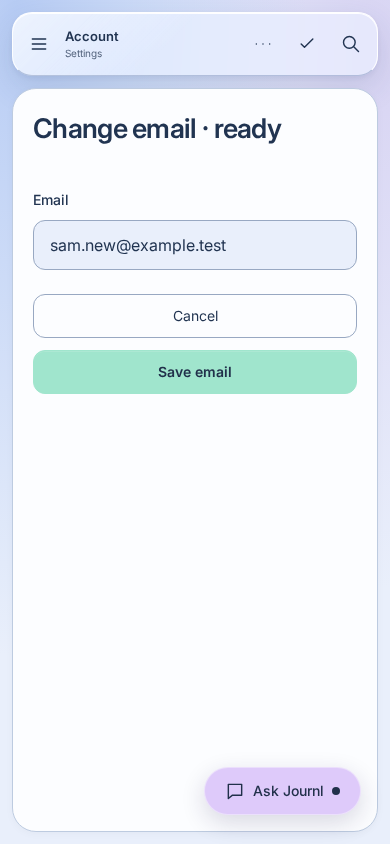 Account
Settings
···
Change email · ready
Email
sam.new@example.test
Cancel
Save email
Ask Journl